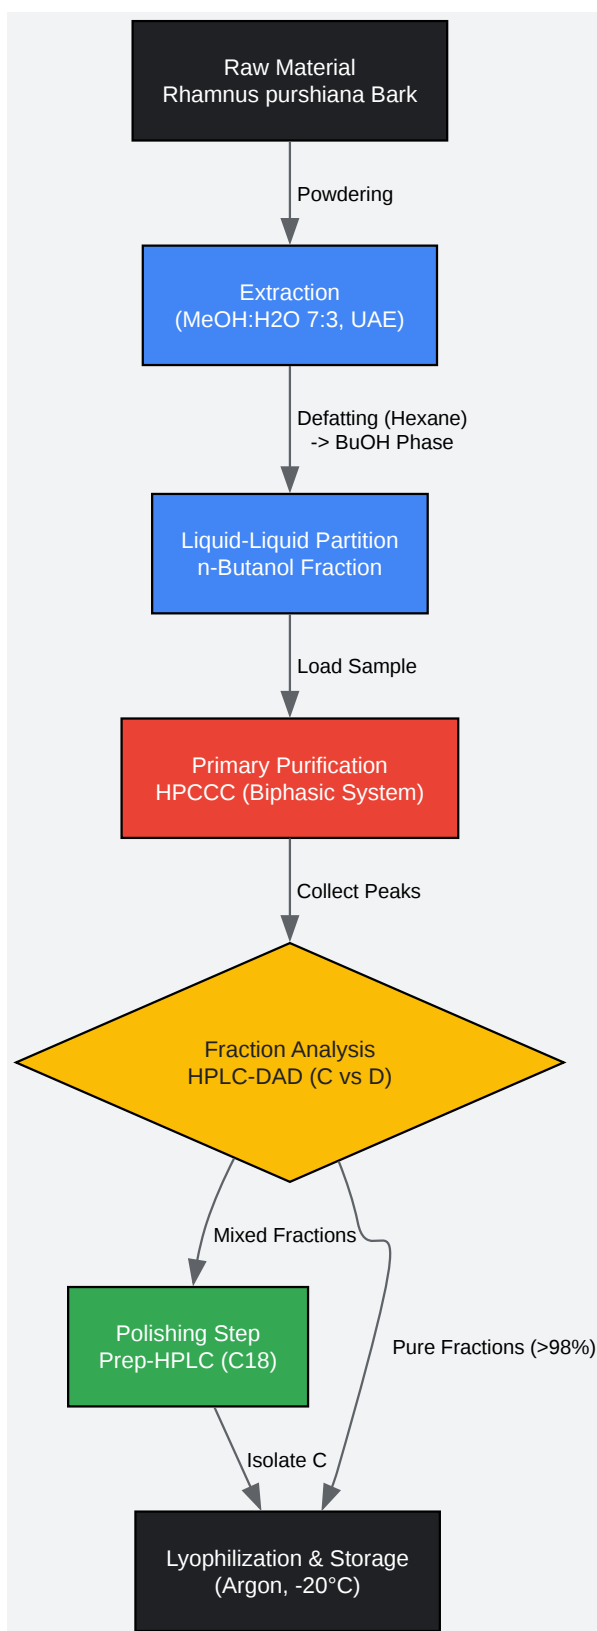 Raw Material
Rhamnus purshiana Bark
Powdering
Extraction
(MeOH:H2O 7:3, UAE)
Defatting (Hexane)
-> BuOH Phase
Liquid-Liquid Partition
n-Butanol Fraction
Load Sample
Primary Purification
HPCCC (Biphasic System)
Collect Peaks
Fraction Analysis
HPLC-DAD (C vs D)
Mixed Fractions
Polishing Step
Prep-HPLC (C18)
Pure Fractions (>98%)
Isolate C
Lyophilization & Storage
(Argon, -20°C)